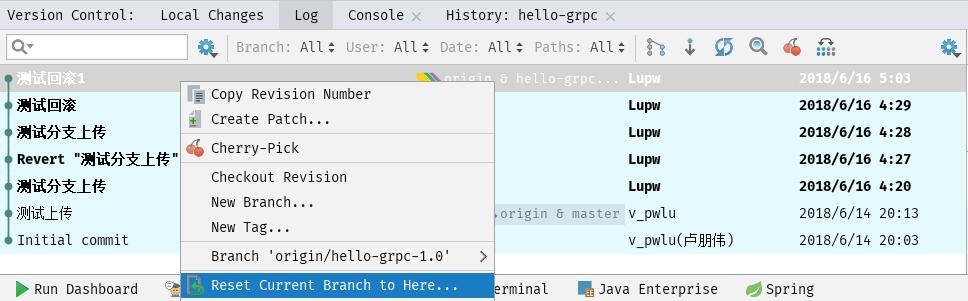 Version Control: Local Changes Log Console History: hello-grpc
Branch: All User: All Date: All Paths: All
测试回滚1 origin & hello-grpc... Lupw 2018/6/16 5:03
Copy Revision Number
测试回滚 Lupw 2018/6/16 4:29
Create Patch...
测试分支上传 Lupw 2018/6/16 4:28
Cherry-Pick
Revert "测试分支上传" Lupw 2018/6/16 4:27
Checkout Revision
测试分支上传 Lupw 2018/6/16 4:20
New Branch...
测试上传 origin & master v_pwlu 2018/6/14 20:13
New Tag...
Initial commit v_pwlu(卢朋伟) 2018/6/14 20:03
Branch 'origin/hello-grpc-1.0'
Run Dashboard Reset Current Branch to Here... erminal Java Enterprise Spring